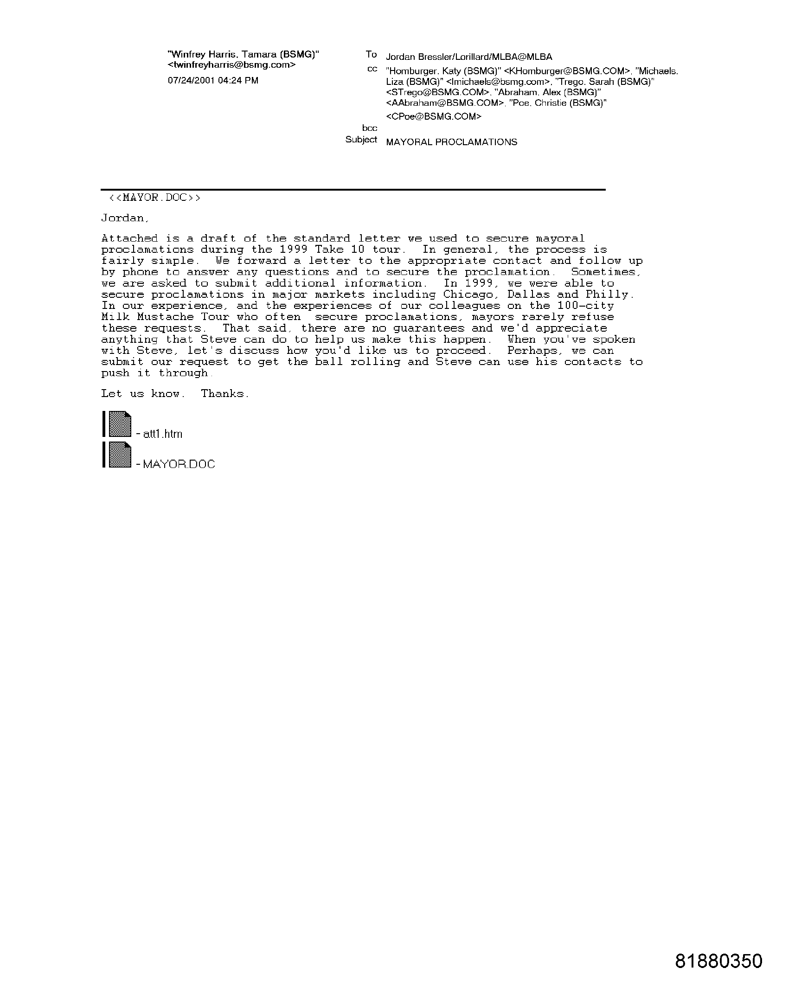 "Winfrey Harris, Tamara (BSMG)"
<twinfreyharris@bsmg.com>
07/24/2001 04:24 PM
To Jordan Bressler/Lorillard/MLBA@MLBA
cc "Homburger, Katy (BSMG)" <KHomburger@BSMG.COM>, "Michaels,
Liza (BSMG)" <lmichaels@bsmg.com>, "Trego, Sarah (BSMG)"
<STrego@BSMG.COM>, "Abraham, Alex (BSMG)"
<AAbraham@BSMG.COM>, "Poe, Christie (BSMG)"
<CPoe@BSMG.COM>
bcc
Subject MAYORAL PROCLAMATIONS
<<MAYOR.DOC>>
Jordan,
Attached is a draft of the standard letter we used to secure mayoral
proclamations during the 1999 Take 10 tour.  In general, the process is
fairly simple.  We forward a letter to the appropriate contact and follow up
by phone to answer any questions and to secure the proclamation.  Sometimes,
we are asked to submit additional information.  In 1999, we were able to
secure proclamations in major markets including Chicago, Dallas and Philly.
In our experience, and the experiences of our colleagues on the 100-city
Milk Mustache Tour who often  secure proclamations, mayors rarely refuse
these requests.  That said, there are no guarantees and we'd appreciate
anything that Steve can do to help us make this happen.  When you've spoken
with Steve, let's discuss how you'd like us to proceed.  Perhaps, we can
submit our request to get the ball rolling and Steve can use his contacts to
push it through.
Let us know.  Thanks.
- att1.htm
- MAYOR.DOC
81880350